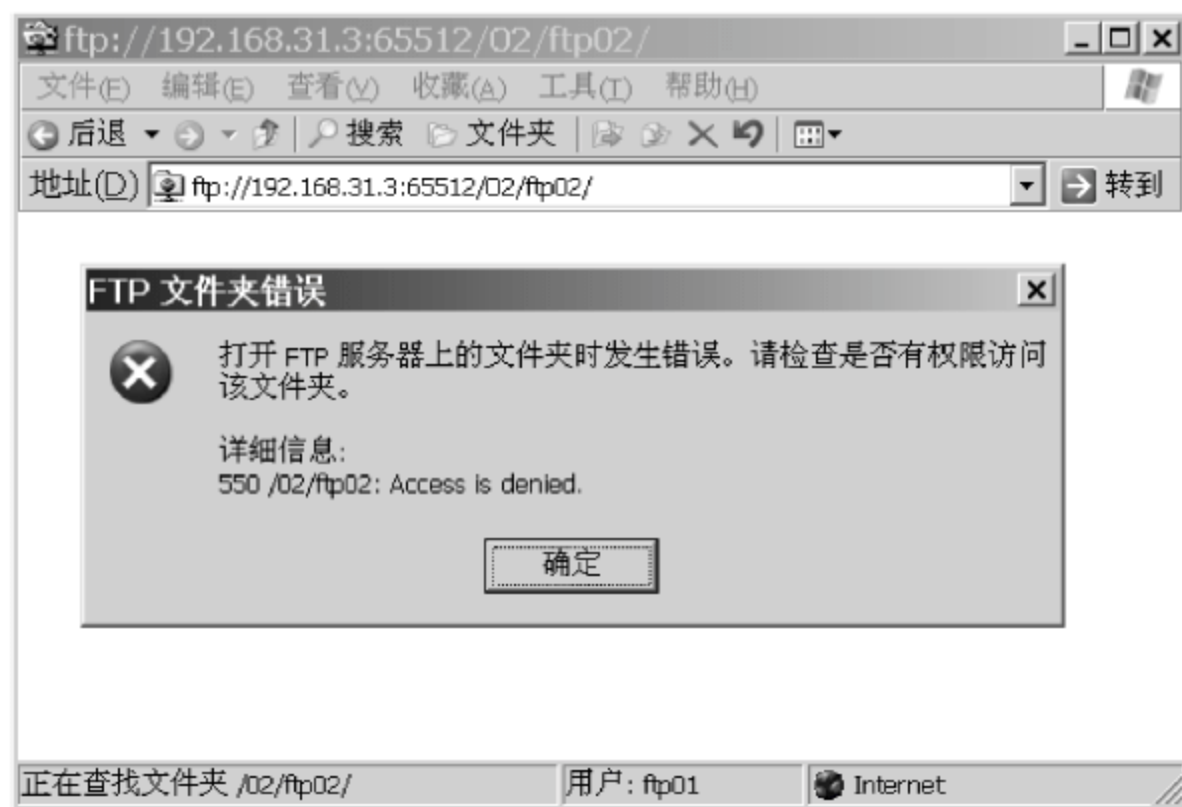 ftp://192.168.31.3:65512/02/ftp02/
文件(F) 编辑(E) 查看(V) 收藏(A) 工具(T) 帮助(H)
后退 搜索 文件夹
地址(D) ftp://192.168.31.3:65512/02/ftp02/ 转到
FTP 文件夹错误
打开 FTP 服务器上的文件夹时发生错误。请检查是否有权限访问
该文件夹。
详细信息:
550 /02/ftp02: Access is denied.
确定
正在查找文件夹 /02/ftp02/ 用户: ftp01 Internet